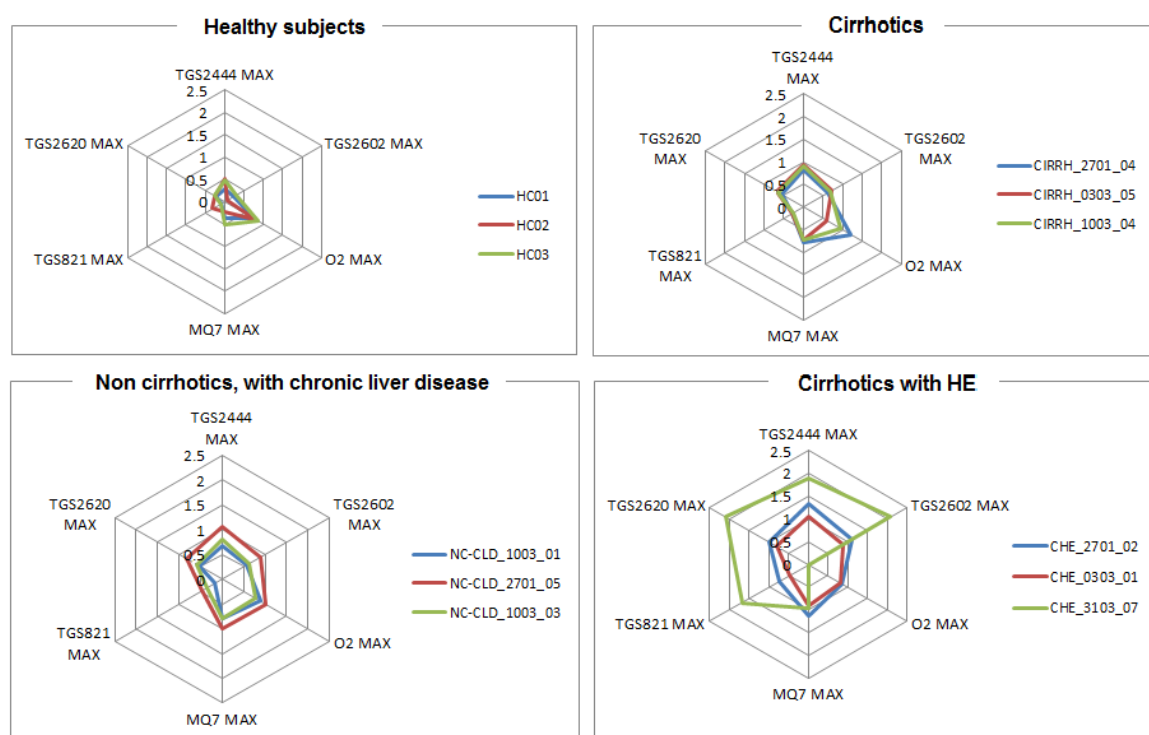 Healthy subjects
TGS2444 MAX
2.5
2
1.5
1
0.5
0
TGS2620 MAX
TGS2602 MAX
TGS821 MAX
O2 MAX
MQ7 MAX
HC01
HC02
HC03
Cirrhotics
TGS2444
MAX
2.5
2
1.5
1
0.5
0
TGS2620
MAX
TGS2602
MAX
TGS821
MAX
O2 MAX
MQ7 MAX
CIRRH_2701_04
CIRRH_0303_05
CIRRH_1003_04
Non cirrhotics, with chronic liver disease
TGS2444
MAX
2.5
2
1.5
1
0.5
0
TGS2620
MAX
TGS2602
MAX
TGS821
MAX
O2 MAX
MQ7 MAX
NC-CLD_1003_01
NC-CLD_2701_05
NC-CLD_1003_03
Cirrhotics with HE
TGS2444 MAX
2.5
2
1.5
1
0.5
0
TGS2620 MAX
TGS2602 MAX
TGS821 MAX
O2 MAX
MQ7 MAX
CHE_2701_02
CHE_0303_01
CHE_3103_07